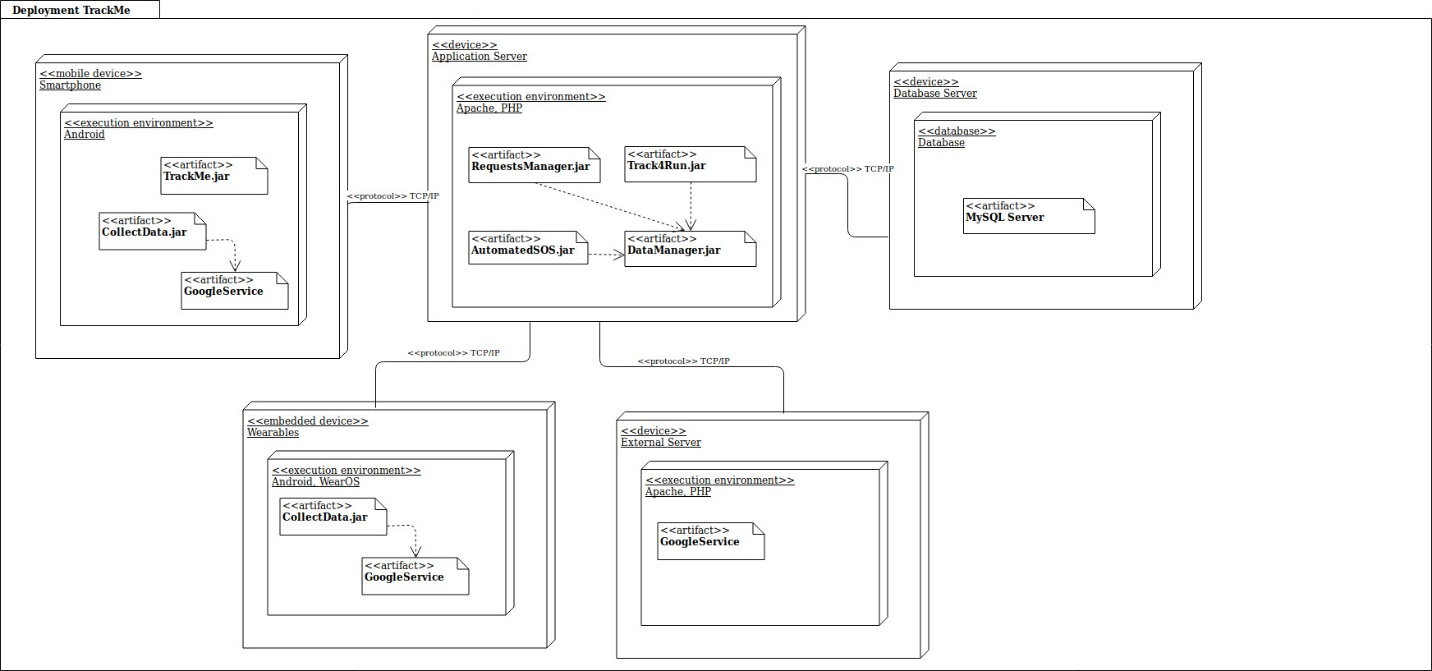 Deployment TrackMe
<<mobile device>>
Smartphone
<<execution environment>>
Android
<<artifact>>
TrackMe.jar
<<artifact>>
CollectData.jar
<<artifact>>
GoogleService
<<protocol>> TCP/IP
<<device>>
Application Server
<<execution environment>>
Apache, PHP
<<artifact>>
RequestsManager.jar
<<artifact>>
Track4Run.jar
<<artifact>>
AutomatedSOS.jar
<<artifact>>
DataManager.jar
<<protocol>> TCP/IP
<<device>>
Database Server
<<database>>
Database
<<artifact>>
MySQL Server
<<protocol>> TCP/IP
<<protocol>> TCP/IP
<<embedded device>>
Wearables
<<execution environment>>
Android, WearOS
<<artifact>>
CollectData.jar
<<artifact>>
GoogleService
<<device>>
External Server
<<execution environment>>
Apache, PHP
<<artifact>>
GoogleService